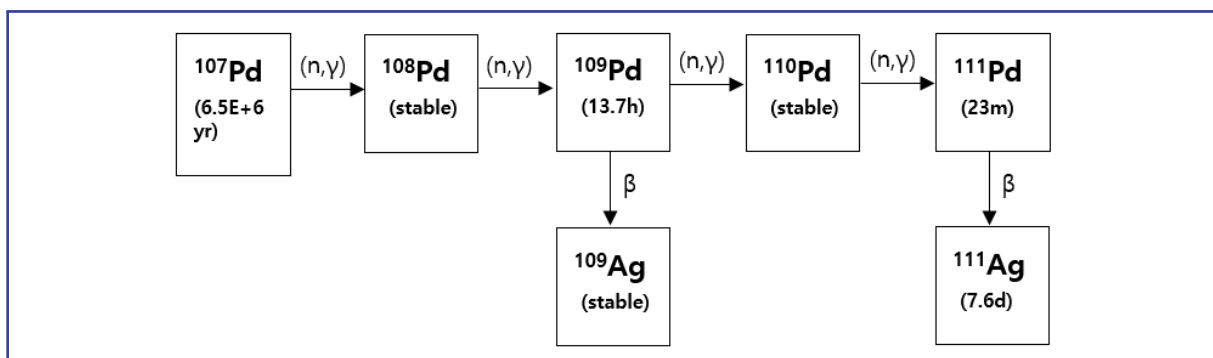 ¹⁰⁷Pd
(6.5E+6
yr)
(n,γ)
¹⁰⁸Pd
(stable)
(n,γ)
¹⁰⁹Pd
(13.7h)
(n,γ)
¹¹⁰Pd
(stable)
(n,γ)
¹¹¹Pd
(23m)
β
β
¹⁰⁹Ag
(stable)
¹¹¹Ag
(7.6d)